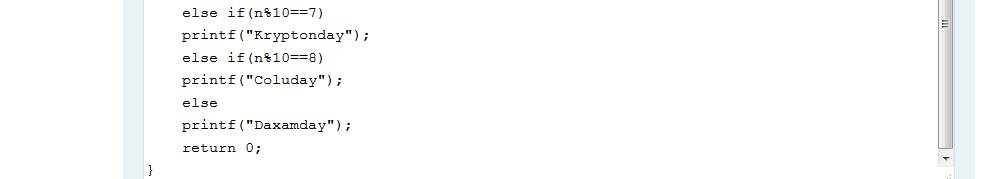 else if(n%10==7)
printf("Kryptonday");
else if(n%10==8)
printf("Coluday");
else
printf("Daxamday");
return 0;
}